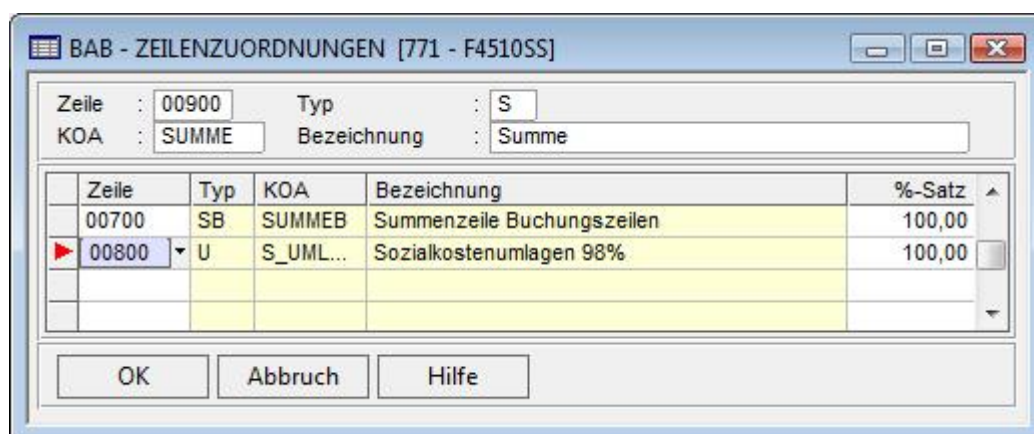 BAB - ZEILENZUORDNUNGEN [771 - F4510SS]
Zeile : 00900 Typ : S
KOA : SUMME Bezeichnung : Summe
Zeile Typ KOA Bezeichnung %-Satz
00700 SB SUMMEB Summenzeile Buchungszeilen 100,00
00800 U S_UML... Sozialkostenumlagen 98% 100,00
OK Abbruch Hilfe